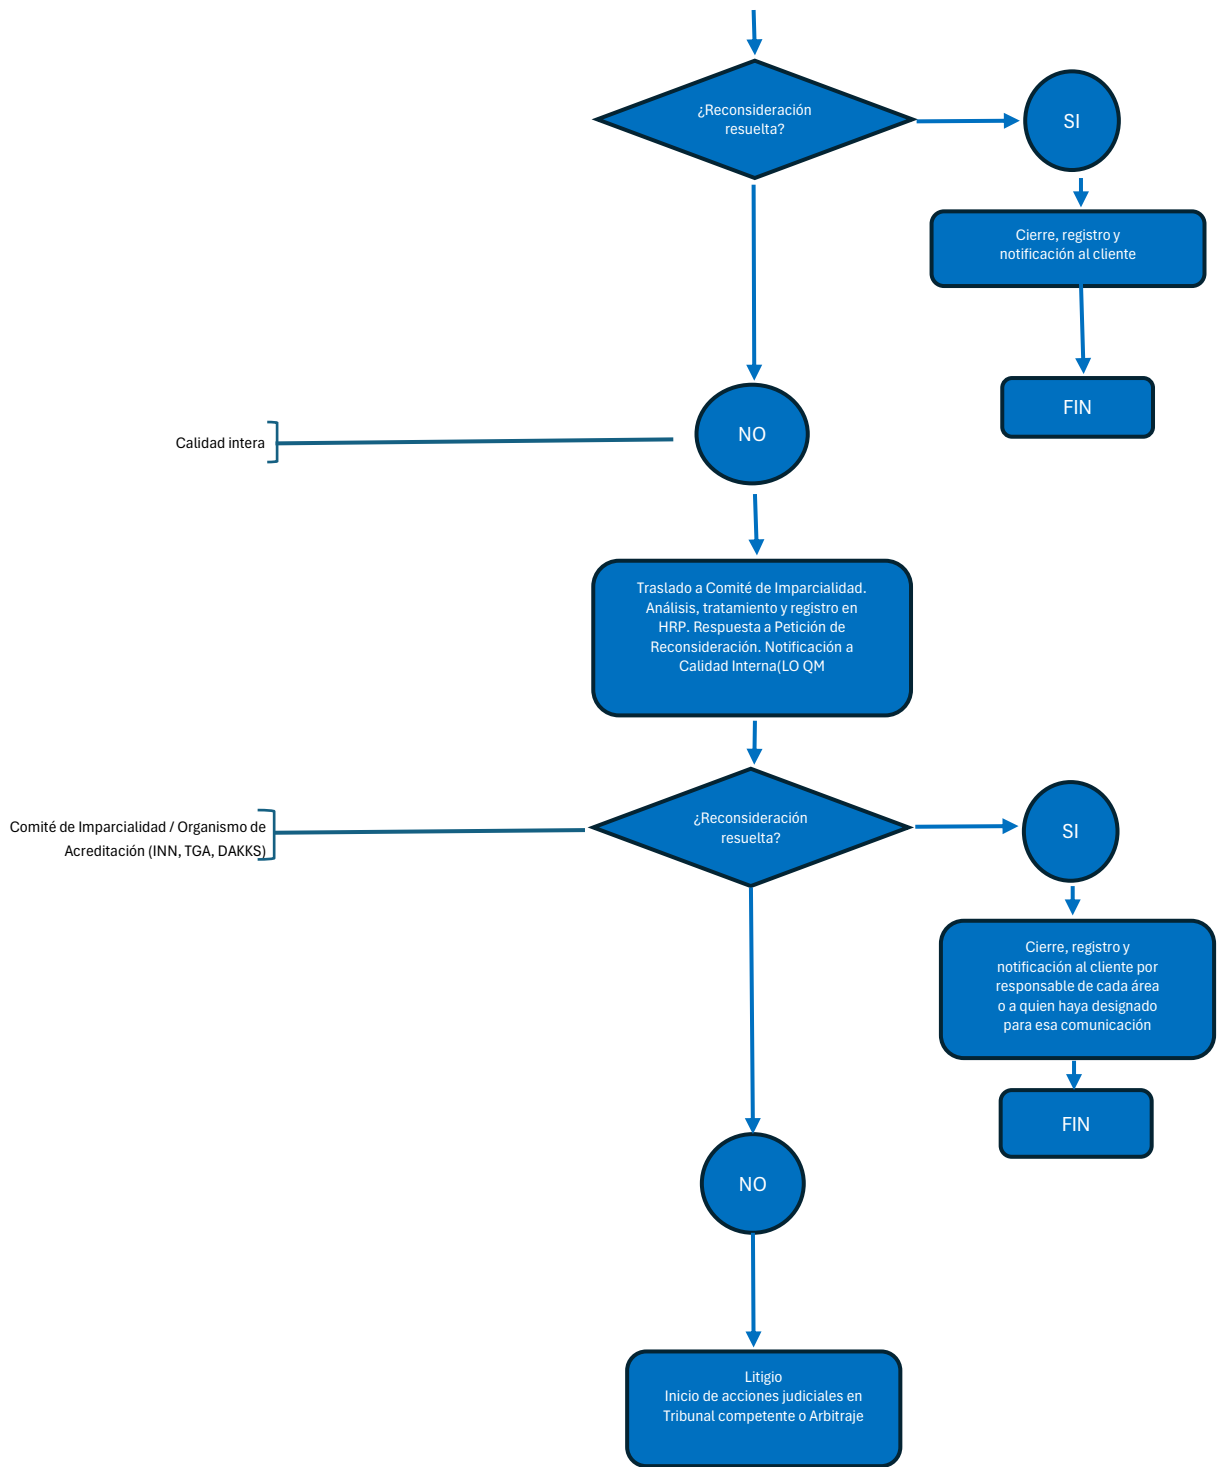 ¿Reconsideración
resuelta?
SI
Cierre, registro y
notificación al cliente
FIN
NO
Calidad intera
Traslado a Comité de Imparcialidad.
Análisis, tratamiento y registro en
HRP. Respuesta a Petición de
Reconsideración. Notificación a
Calidad Interna(LO QM
¿Reconsideración
resuelta?
SI
Comité de Imparcialidad / Organismo de
Acreditación (INN, TGA, DAKKS)
Cierre, registro y
notificación al cliente por
responsable de cada área
o a quien haya designado
para esa comunicación
FIN
NO
Litigio
Inicio de acciones judiciales en
Tribunal competente o Arbitraje